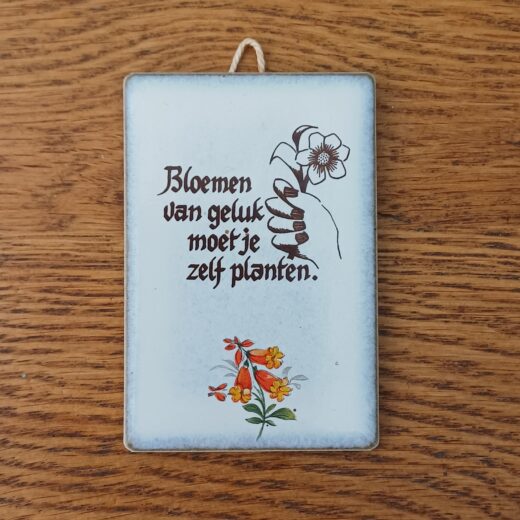 Bloemen
van geluk
moet je
zelf planten.